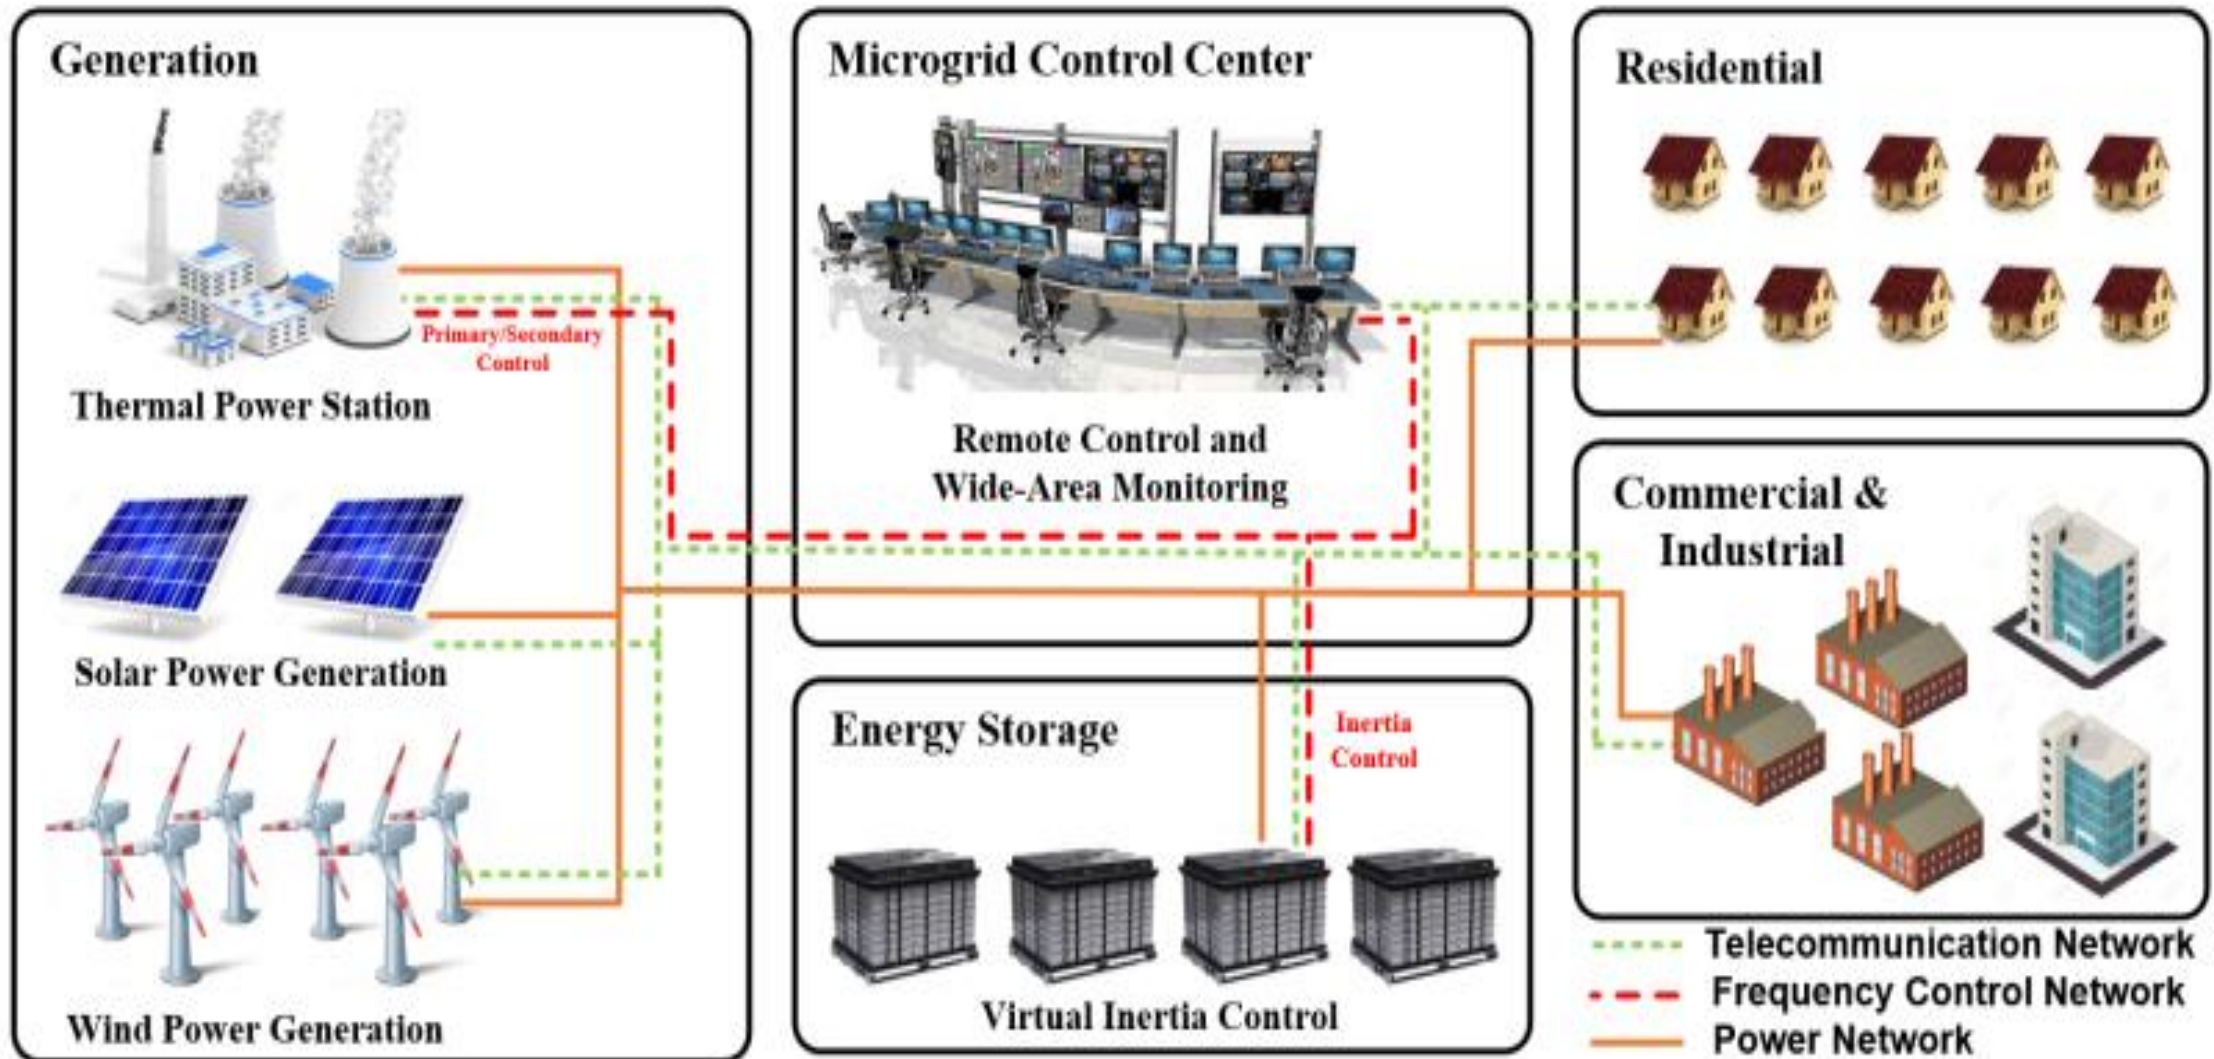 Generation
Primary/Secondary
Control
Thermal Power Station
Solar Power Generation
Wind Power Generation
Microgrid Control Center
Remote Control and
Wide-Area Monitoring
Energy Storage
Inertia
Control
Virtual Inertia Control
Residential
Commercial &
Industrial
Telecommunication Network
Frequency Control Network
Power Network